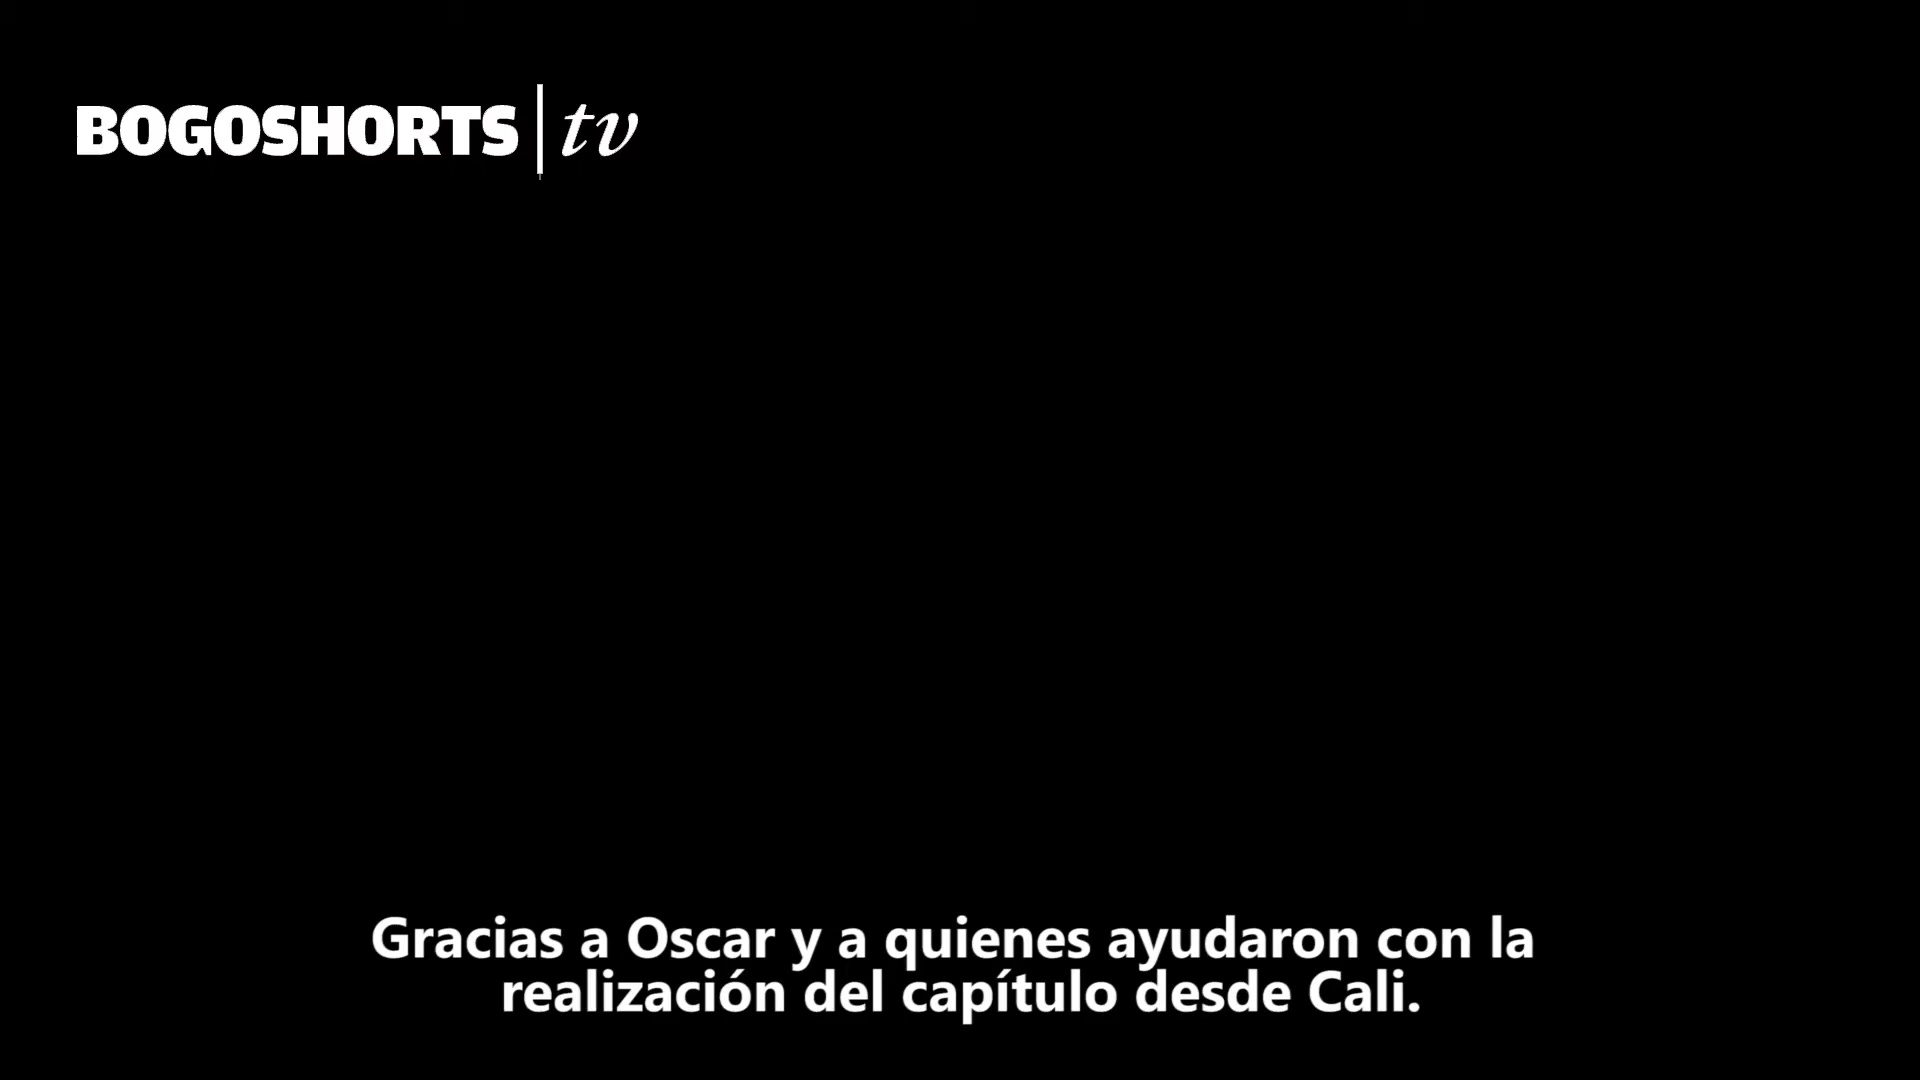 BOGOSHORTS tv
Gracias a Oscar y a quienes ayudaron con la
realización del capítulo desde Cali.